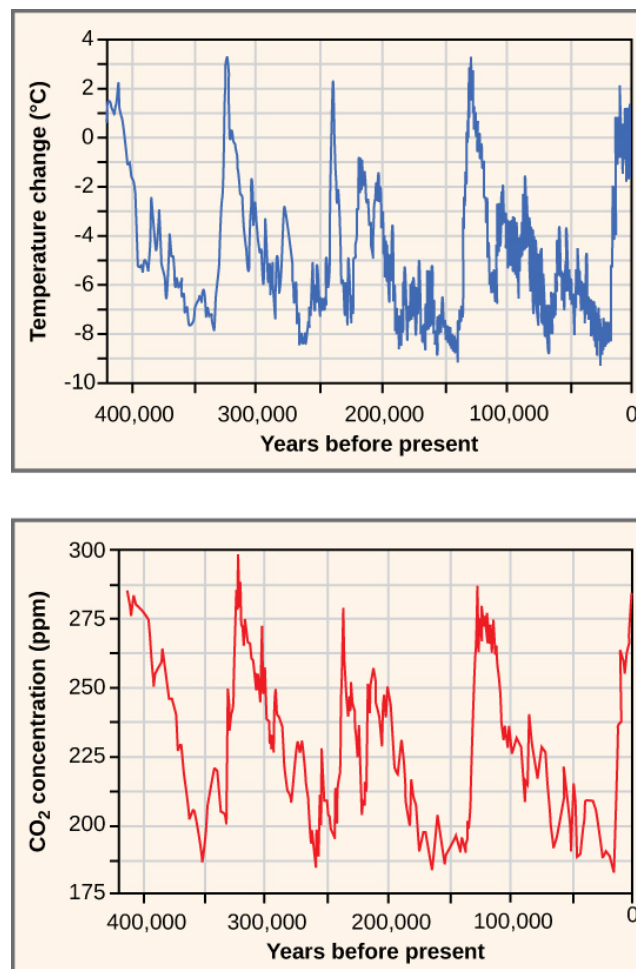 4
2
0
-2
-4
-6
-8
-10
Temperature change (°C)
400,000 300,000 200,000 100,000 0
Years before present
300
275
250
225
200
175
CO₂ concentration (ppm)
400,000 300,000 200,000 100,000 0
Years before present